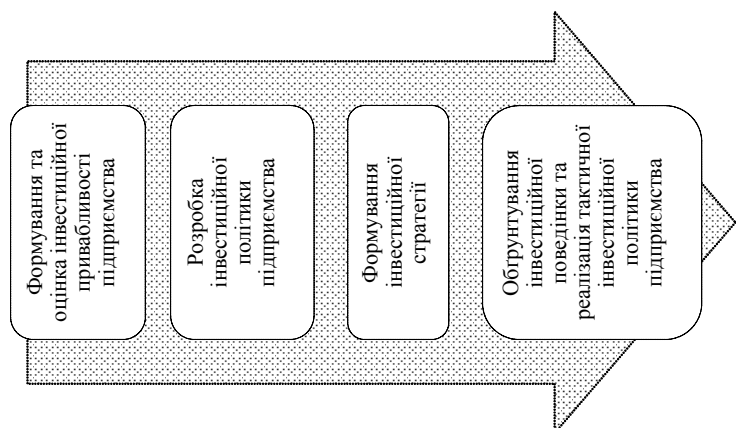 Формування та
оцінка інвестиційної
привабливості
підприємства
Розробка
інвестиційної
політики
підприємства
Формування
інвестиційної
стратегії
Обґрунтування
інвестиційної
поведінки та
реалізація тактичної
інвестиційної
політики
підприємства